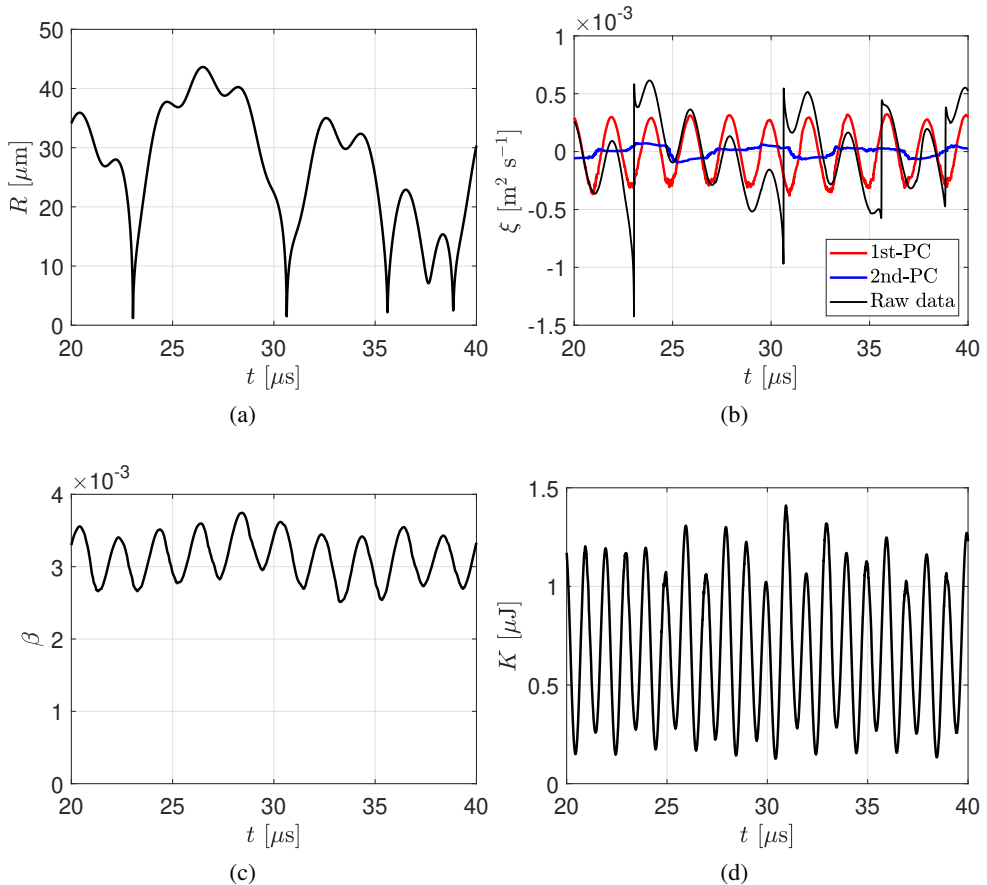 50
40
30
20
10
0
20 25 30 35 40
R [μm]
t [μs]
(a)
×10⁻³
1
0.5
0
-0.5
-1
-1.5
20 25 30 35 40
ξ [m² s⁻¹]
t [μs]
1st-PC
2nd-PC
Raw data
(b)
×10⁻³
4
3
2
1
0
20 25 30 35 40
β
t [μs]
(c)
1.5
1
0.5
0
20 25 30 35 40
K [μJ]
t [μs]
(d)